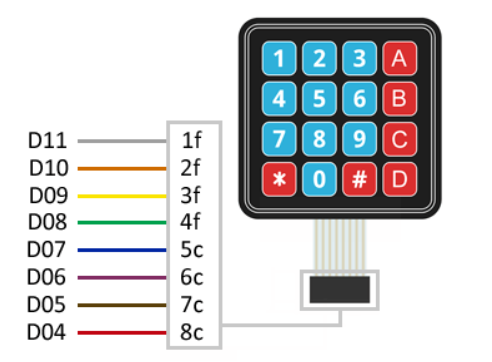 1 2 3 A
4 5 6 B
7 8 9 C
* 0 # D
D11 1f
D10 2f
D09 3f
D08 4f
D07 5c
D06 6c
D05 7c
D04 8c